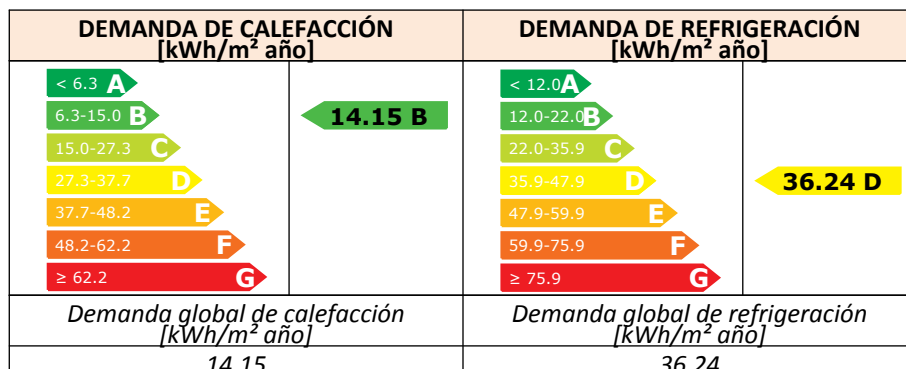 DEMANDA DE CALEFACCIÓN
[kWh/m² año]
DEMANDA DE REFRIGERACIÓN
[kWh/m² año]
< 6.3 A
6.3-15.0 B
15.0-27.3 C
27.3-37.7 D
37.7-48.2 E
48.2-62.2 F
≥ 62.2 G
14.15 B
< 12.0 A
12.0-22.0 B
22.0-35.9 C
35.9-47.9 D
47.9-59.9 E
59.9-75.9 F
≥ 75.9 G
36.24 D
Demanda global de calefacción
[kWh/m² año]
Demanda global de refrigeración
[kWh/m² año]
14.15
36.24